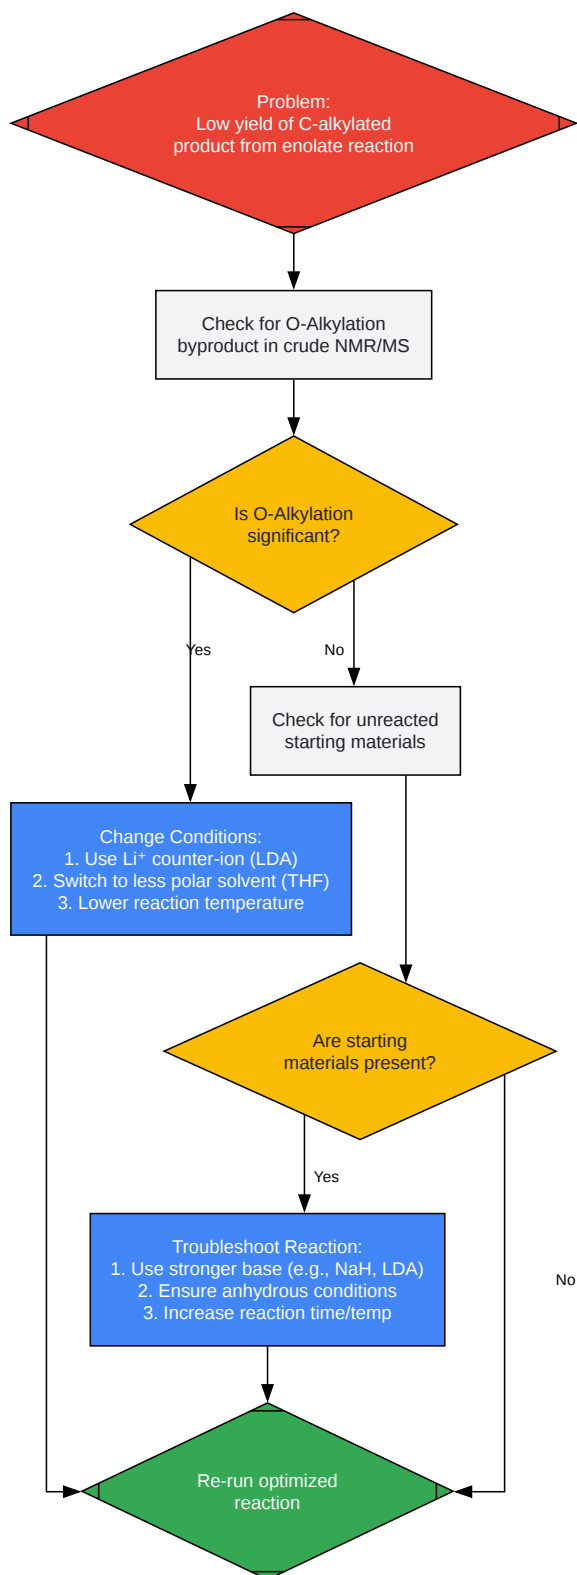 Problem:
Low yield of C-alkylated
product from enolate reaction
Check for O-Alkylation
byproduct in crude NMR/MS
Is O-Alkylation
significant?
Yes
No
Check for unreacted
starting materials
Change Conditions:
1. Use Li⁺ counter-ion (LDA)
2. Switch to less polar solvent (THF)
3. Lower reaction temperature
Are starting
materials present?
Yes
Troubleshoot Reaction:
1. Use stronger base (e.g., NaH, LDA)
2. Ensure anhydrous conditions
3. Increase reaction time/temp
No
Re-run optimized
reaction